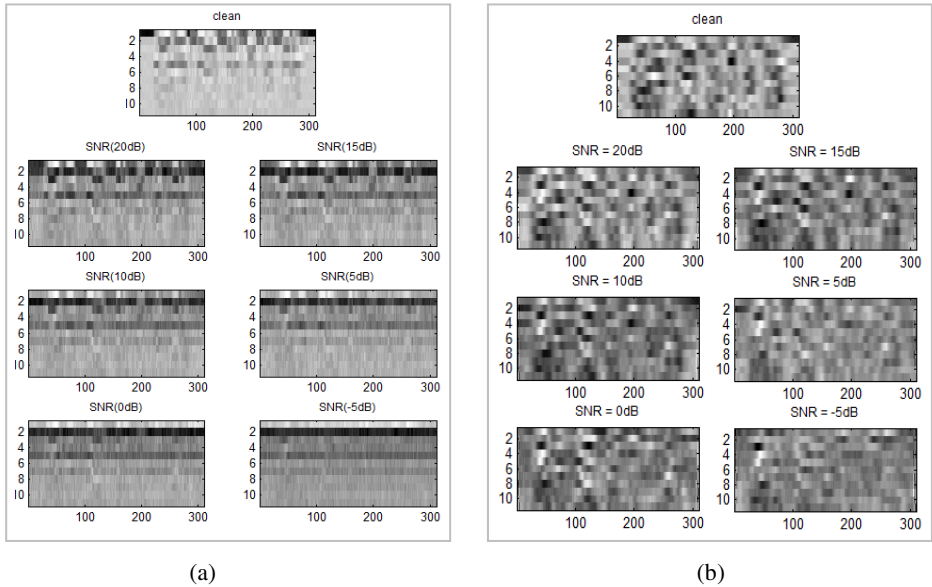 clean
2
4
6
8
10
100 200 300
SNR(20dB)
2
4
6
8
10
100 200 300
SNR(15dB)
2
4
6
8
10
100 200 300
SNR(10dB)
2
4
6
8
10
100 200 300
SNR(5dB)
2
4
6
8
10
100 200 300
SNR(0dB)
2
4
6
8
10
100 200 300
SNR(-5dB)
2
4
6
8
10
100 200 300
(a)
clean
2
4
6
8
10
100 200 300
SNR = 20dB
2
4
6
8
10
100 200 300
SNR = 15dB
2
4
6
8
10
100 200 300
SNR = 10dB
2
4
6
8
10
100 200 300
SNR = 5dB
2
4
6
8
10
100 200 300
SNR = 0dB
2
4
6
8
10
100 200 300
SNR = -5dB
2
4
6
8
10
100 200 300
(b)